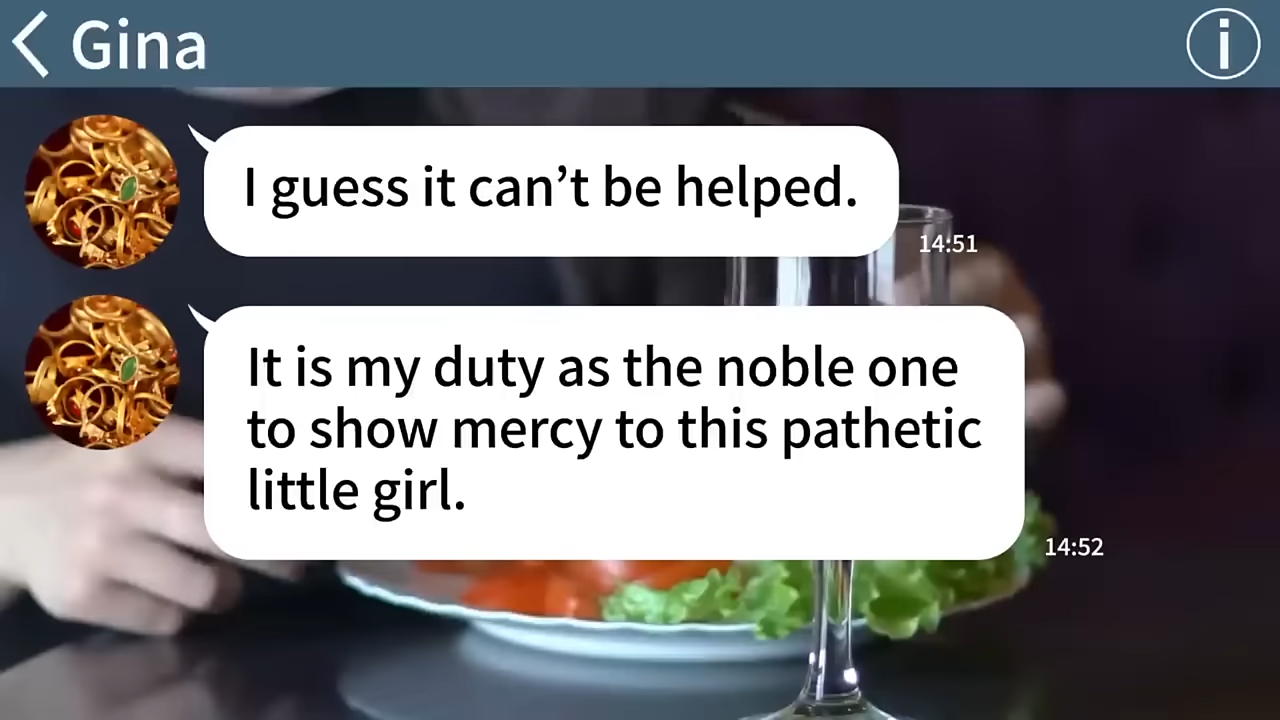 Gina
I guess it can’t be helped.
14:51
It is my duty as the noble one
to show mercy to this pathetic
little girl.
14:52